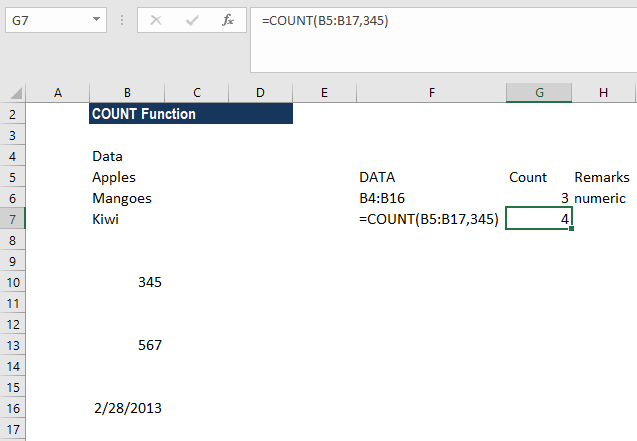 G7 fx =COUNT(B5:B17,345)
A B C D E F G H
2 COUNT Function
3
4 Data
5 Apples DATA Count Remarks
6 Mangoes B4:B16 3 numeric
7 Kiwi =COUNT(B5:B17,345) 4
8
9
10 345
11
12
13 567
14
15
16 2/28/2013
17